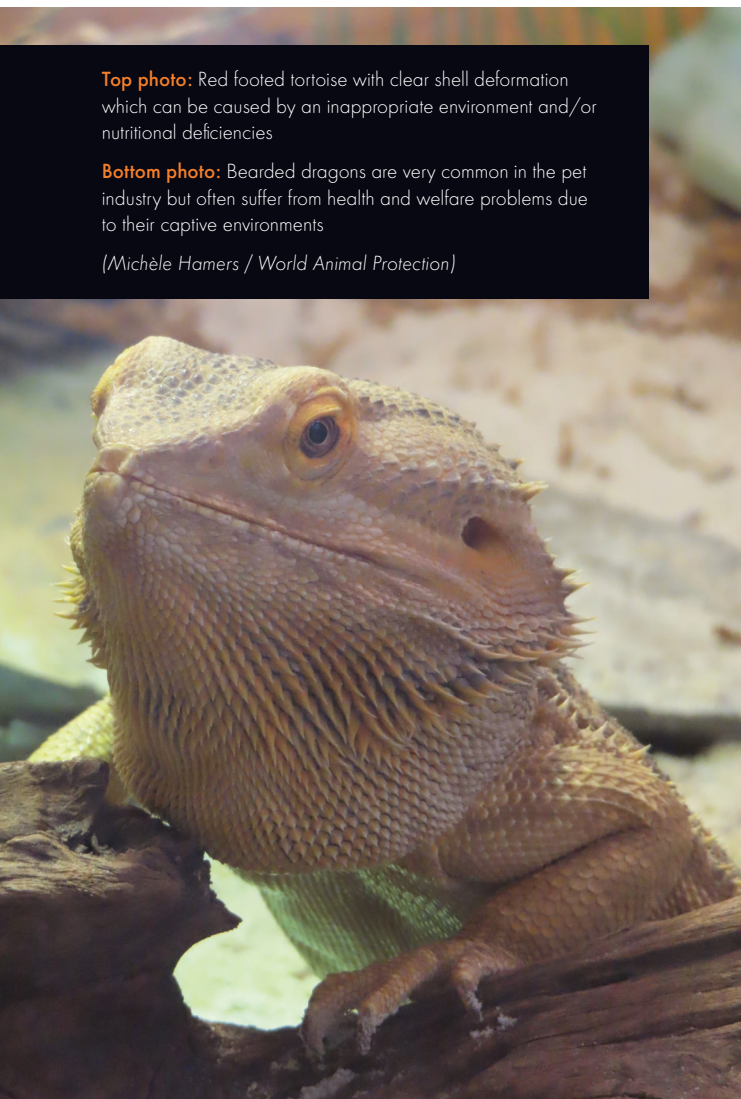 Top photo: Red footed tortoise with clear shell deformation
which can be caused by an inappropriate environment and/or
nutritional deficiencies
Bottom photo: Bearded dragons are very common in the pet
industry but often suffer from health and welfare problems due
to their captive environments
(Michèle Hamers / World Animal Protection)